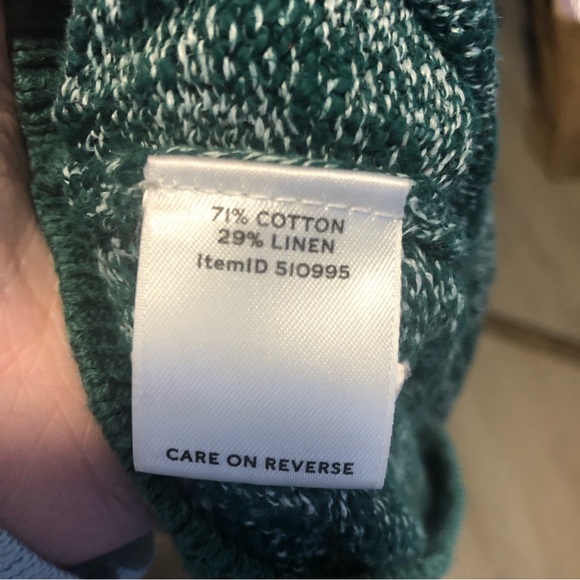 71% COTTON
29% LINEN
ItemID 510995
CARE ON REVERSE